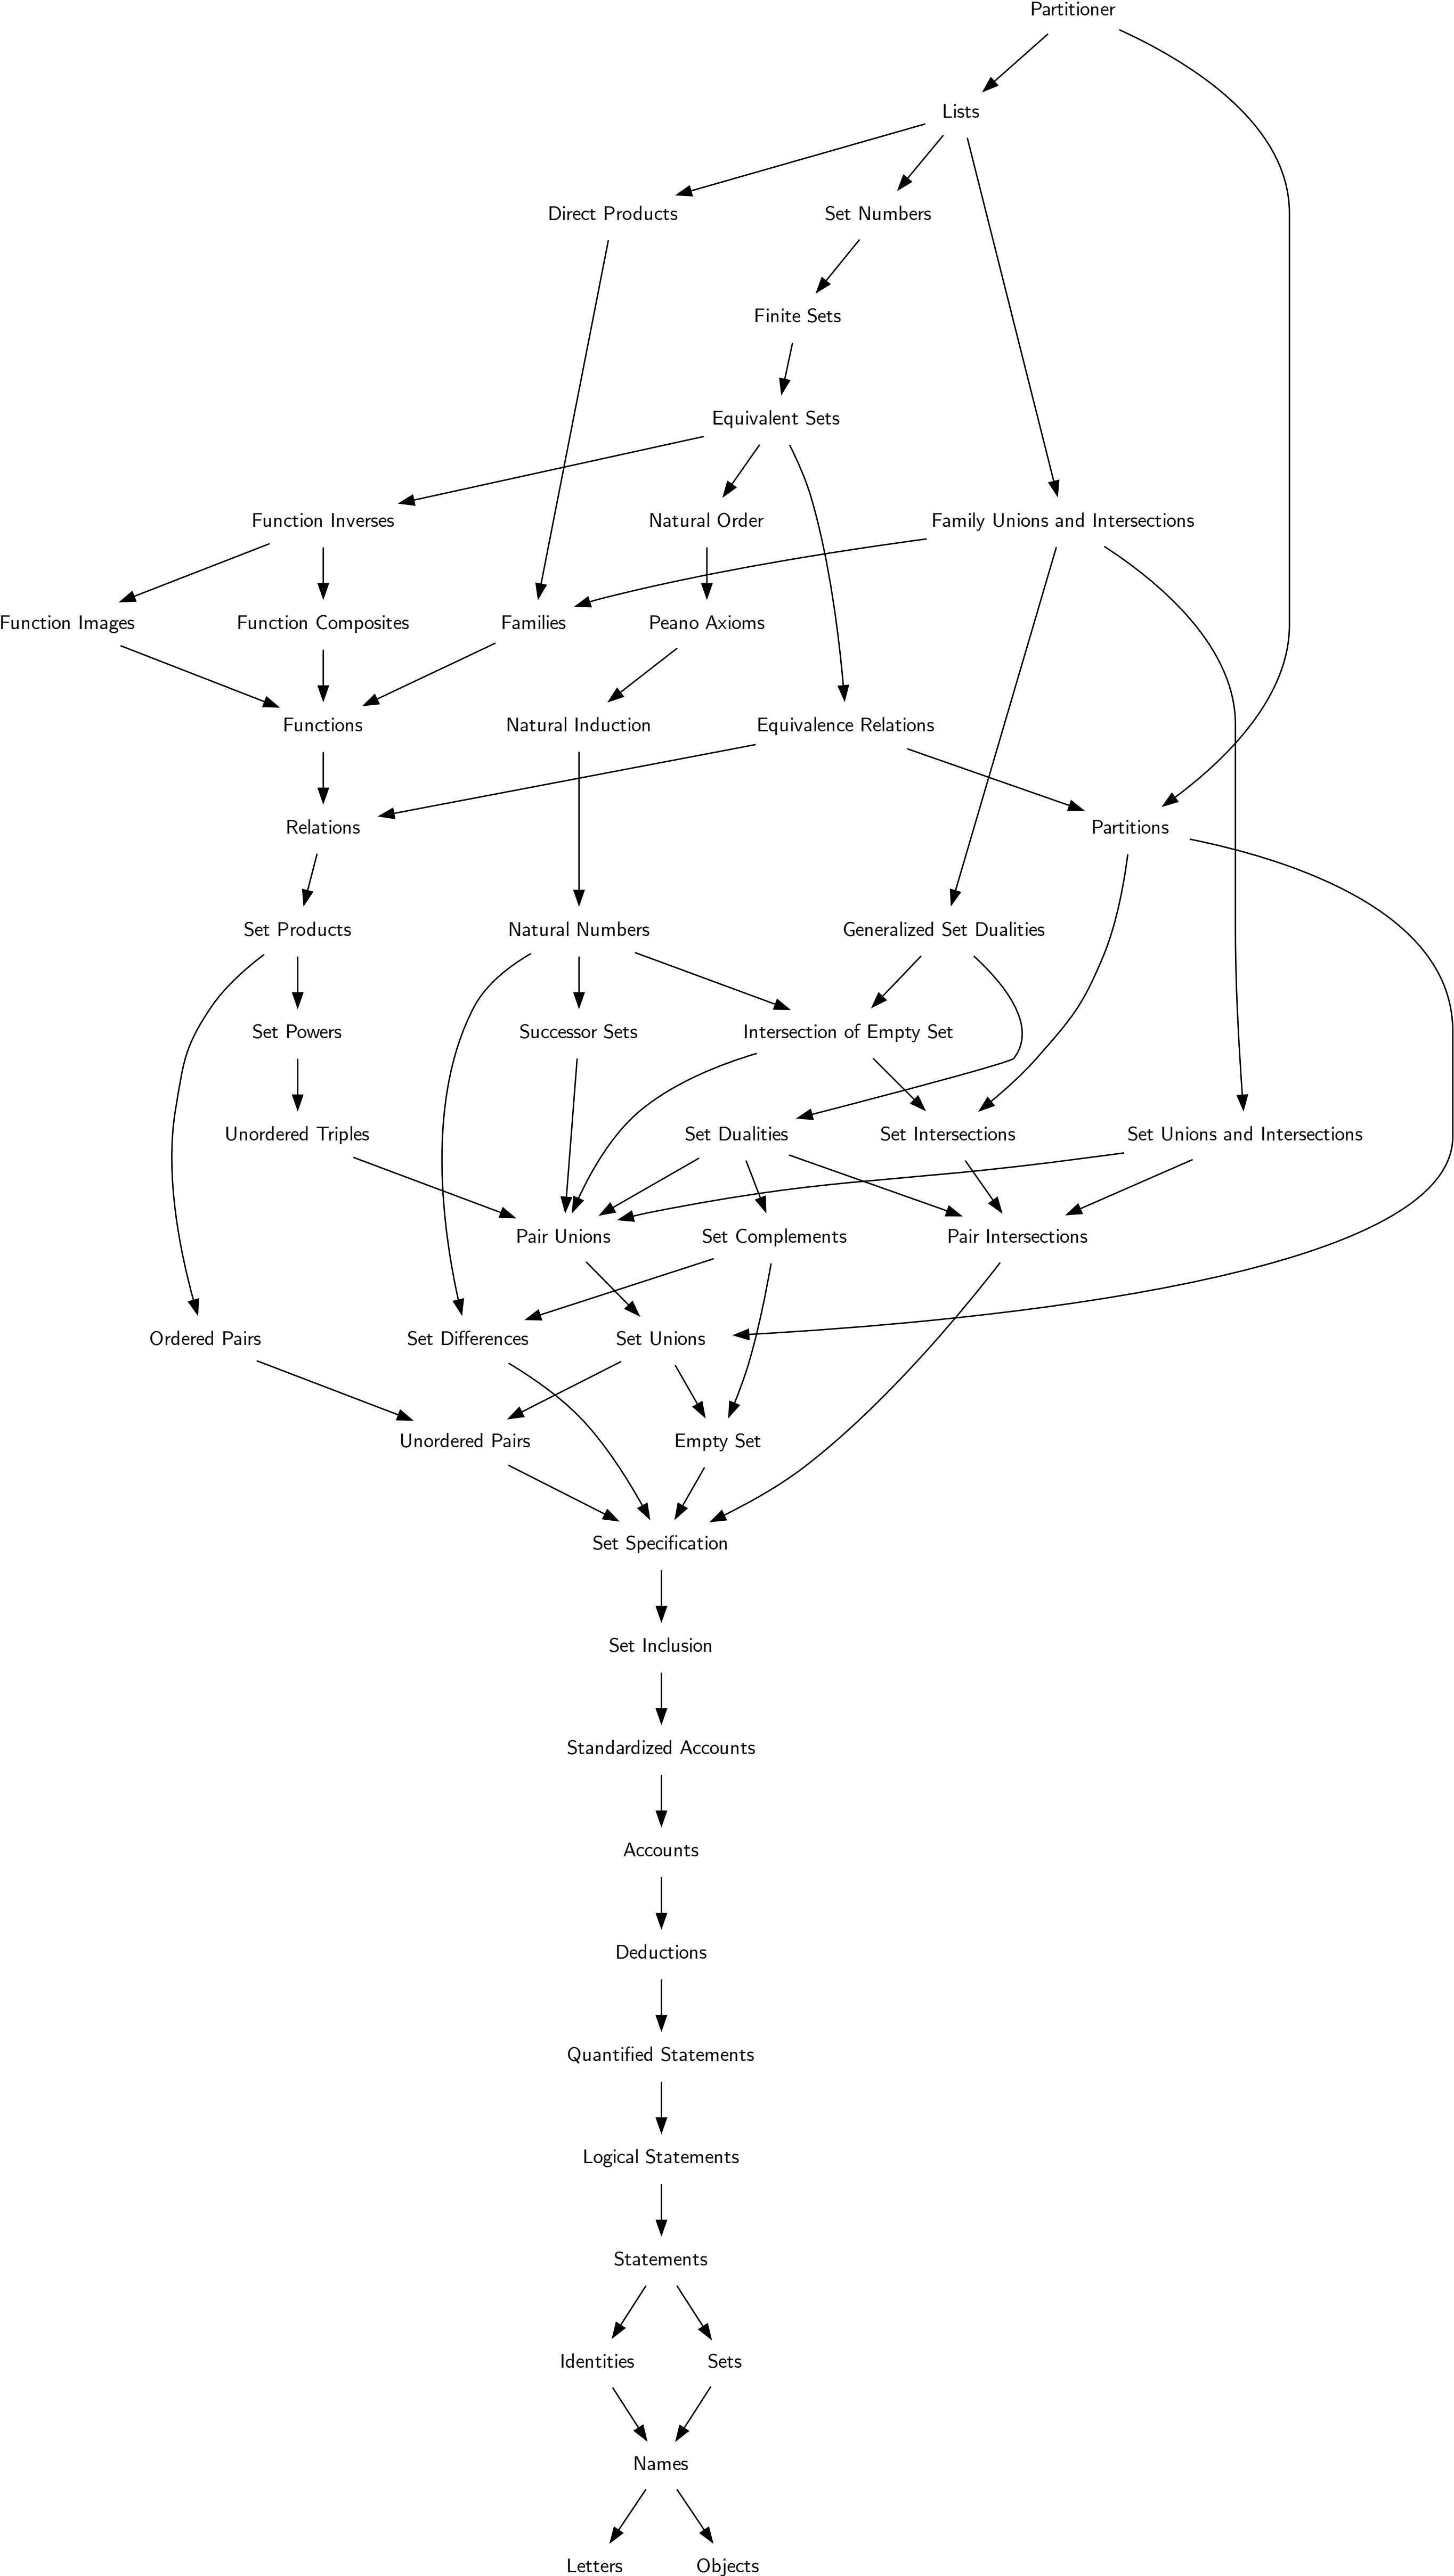 Partitioner
Lists
Direct Products
Set Numbers
Finite Sets
Equivalent Sets
Function Inverses
Natural Order
Family Unions and Intersections
Function Images
Function Composites
Families
Peano Axioms
Functions
Natural Induction
Equivalence Relations
Relations
Partitions
Set Products
Natural Numbers
Generalized Set Dualities
Set Powers
Successor Sets
Intersection of Empty Set
Unordered Triples
Set Dualities
Set Intersections
Set Unions and Intersections
Pair Unions
Set Complements
Pair Intersections
Ordered Pairs
Set Differences
Set Unions
Unordered Pairs
Empty Set
Set Specification
Set Inclusion
Standardized Accounts
Accounts
Deductions
Quantified Statements
Logical Statements
Statements
Identities
Sets
Names
Letters
Objects